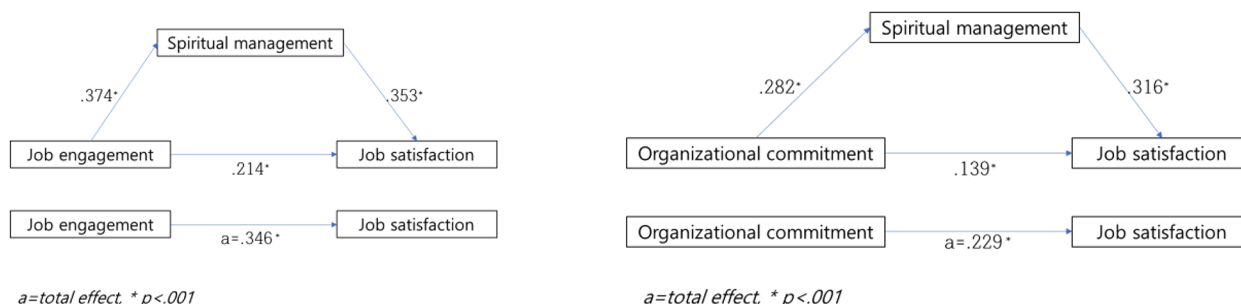 Spiritual management
.374*
.353*
Job engagement
Job satisfaction
.214*
Job engagement
Job satisfaction
a=.346*
a=total effect, * p<.001
Spiritual management
.282*
.316*
Organizational commitment
Job satisfaction
.139*
Organizational commitment
Job satisfaction
a=.229*
a=total effect, * p<.001